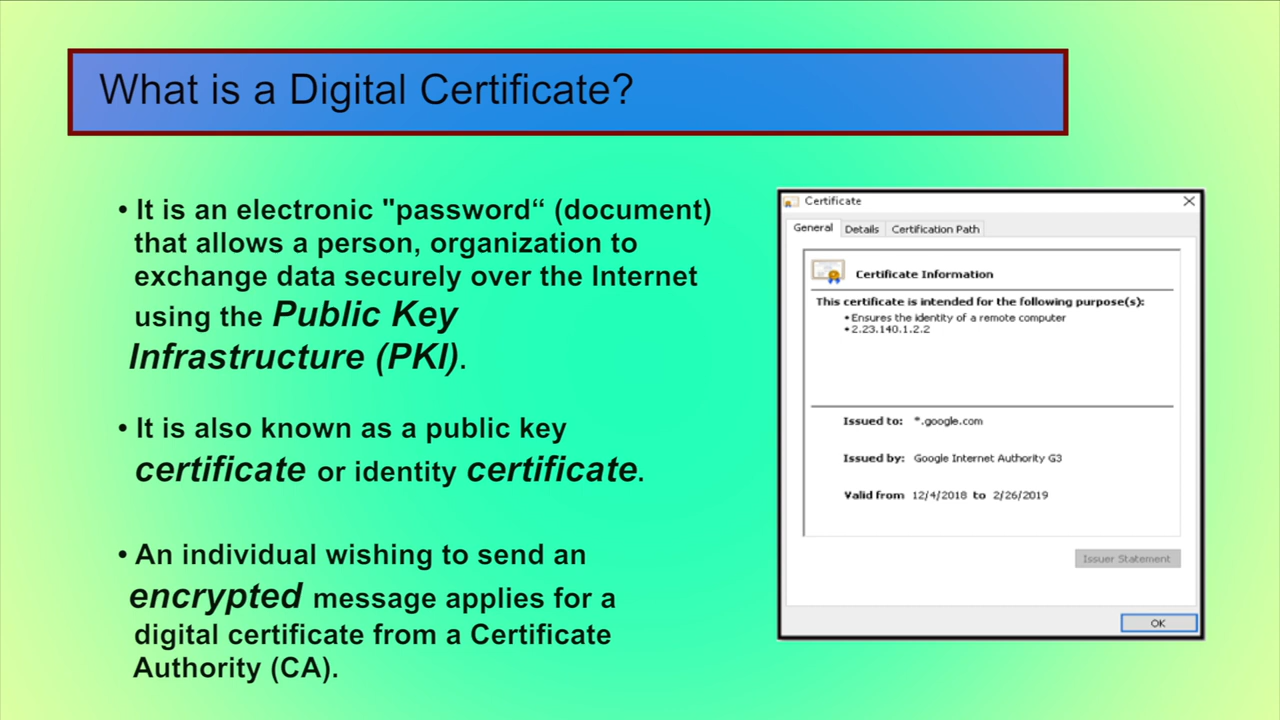 What is a Digital Certificate?
• It is an electronic "password“ (document)
that allows a person, organization to
exchange data securely over the Internet
using the Public Key
Infrastructure (PKI).
• It is also known as a public key
certificate or identity certificate.
• An individual wishing to send an
encrypted message applies for a
digital certificate from a Certificate
Authority (CA).
Certificate
General Details Certification Path
Certificate Information
This certificate is intended for the following purpose(s):
• Ensures the identity of a remote computer
• 2.23.140.1.2.2
Issued to: *.google.com
Issued by: Google Internet Authority G3
Valid from 12/4/2018 to 2/26/2019
Issuer Statement
OK